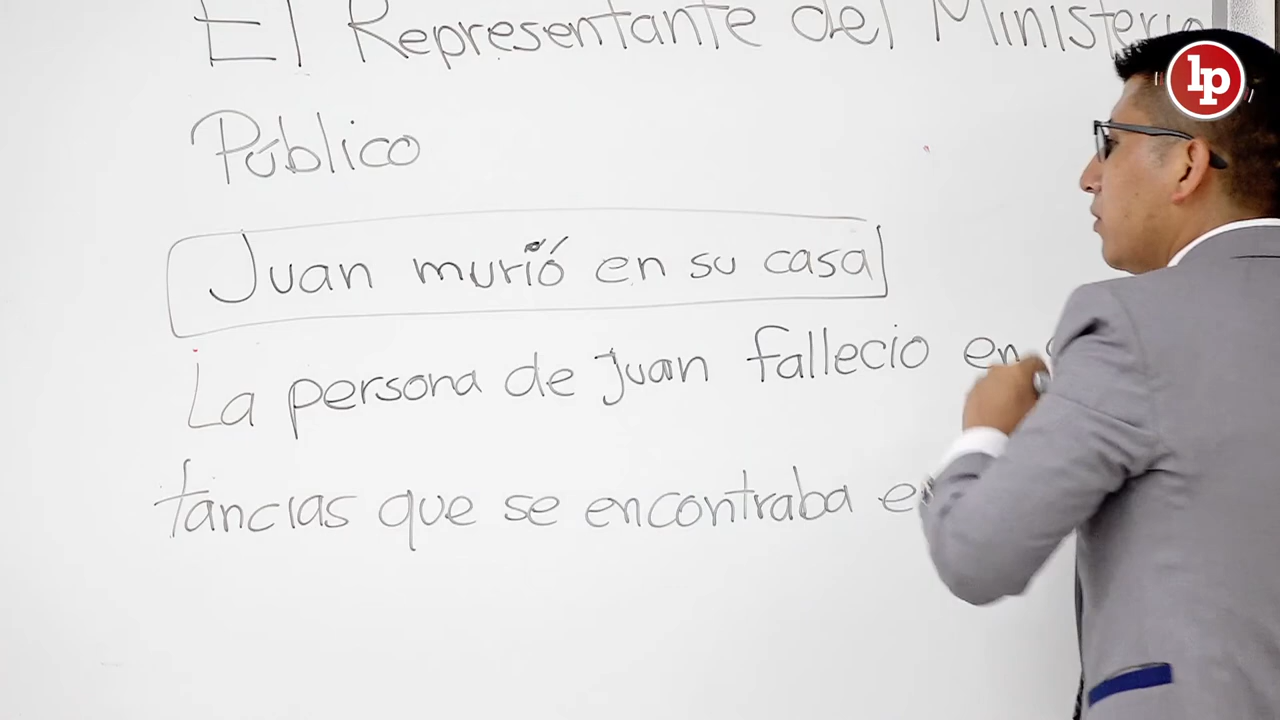 El Representante del Ministerio
Público
Juan murió en su casa
La persona de Juan fallecio en
tancias que se encontraba
lp